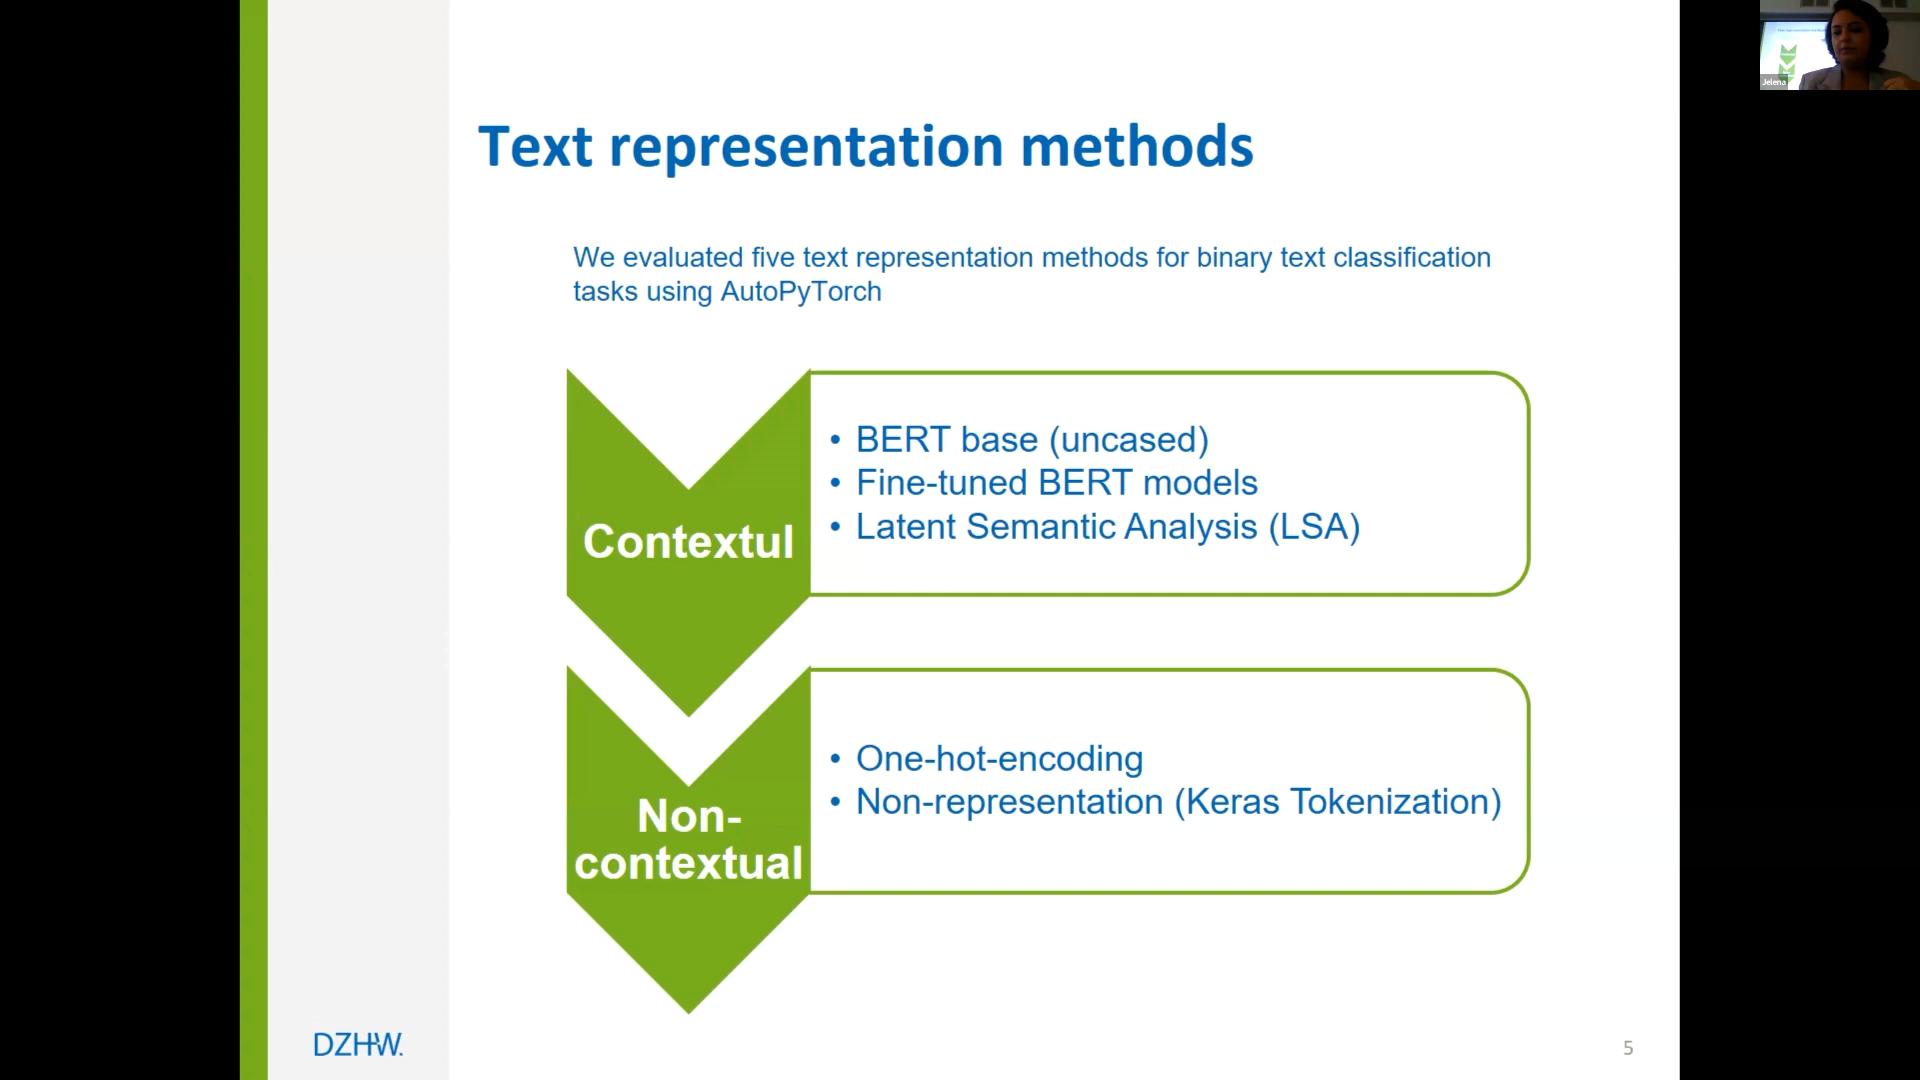 Jelena
Text representation methods
We evaluated five text representation methods for binary text classification
tasks using AutoPyTorch
Contextul
• BERT base (uncased)
• Fine-tuned BERT models
• Latent Semantic Analysis (LSA)
Non-
contextual
• One-hot-encoding
• Non-representation (Keras Tokenization)
DZHW.
5